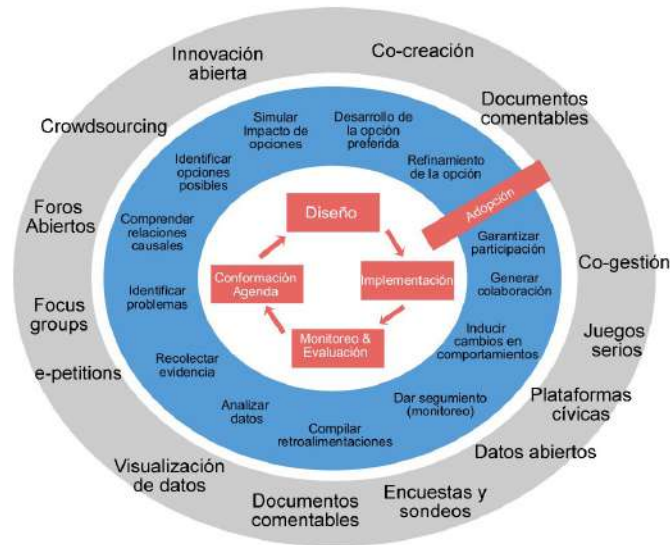 Innovación
abierta
Co-creación
Documentos
comentables
Crowdsourcing
Foros
Abiertos
Focus
groups
e-petitions
Visualización
de datos
Documentos
comentables
Encuestas y
sondeos
Datos abiertos
Plataformas
cívicas
Juegos
serios
Co-gestión
Simular
Impacto de
opciones
Desarrollo de
la opción
preferida
Refinamiento
de la opción
Adopción
Garantizar
participación
Generar
colaboración
Inducir
cambios en
comportamientos
Dar segumiento
(monitoreo)
Compilar
retroalimentaciones
Analizar
datos
Recolectar
evidencia
Identificar
problemas
Comprender
relaciones
causales
Identificar
opciones
posibles
Diseño
Implementación
Monitoreo &
Evaluación
Conformación
Agenda